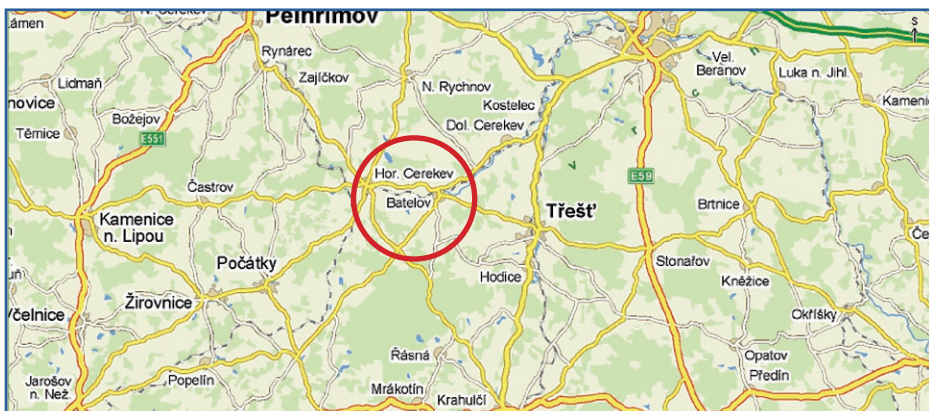 Pelhřimov
Rynárec
Lidmaň
Zajíčkov
N. Rychnov
Vel.
Beranov
Luka n. Jihl.
Kostelec
Dol. Cerekev
Božejov
Těmice
E551
Hor. Cerekev
Batelov
E59
Častrov
Kamenice
n. Lipou
Třešť
Brtnice
Počátky
Hodice
Stonařov
Kněžice
Žirovnice
Okříšky
Řásná
Opatov
Předín
Jarošov
n. Než.
Popelín
Mrákotín
Krahulčí
S